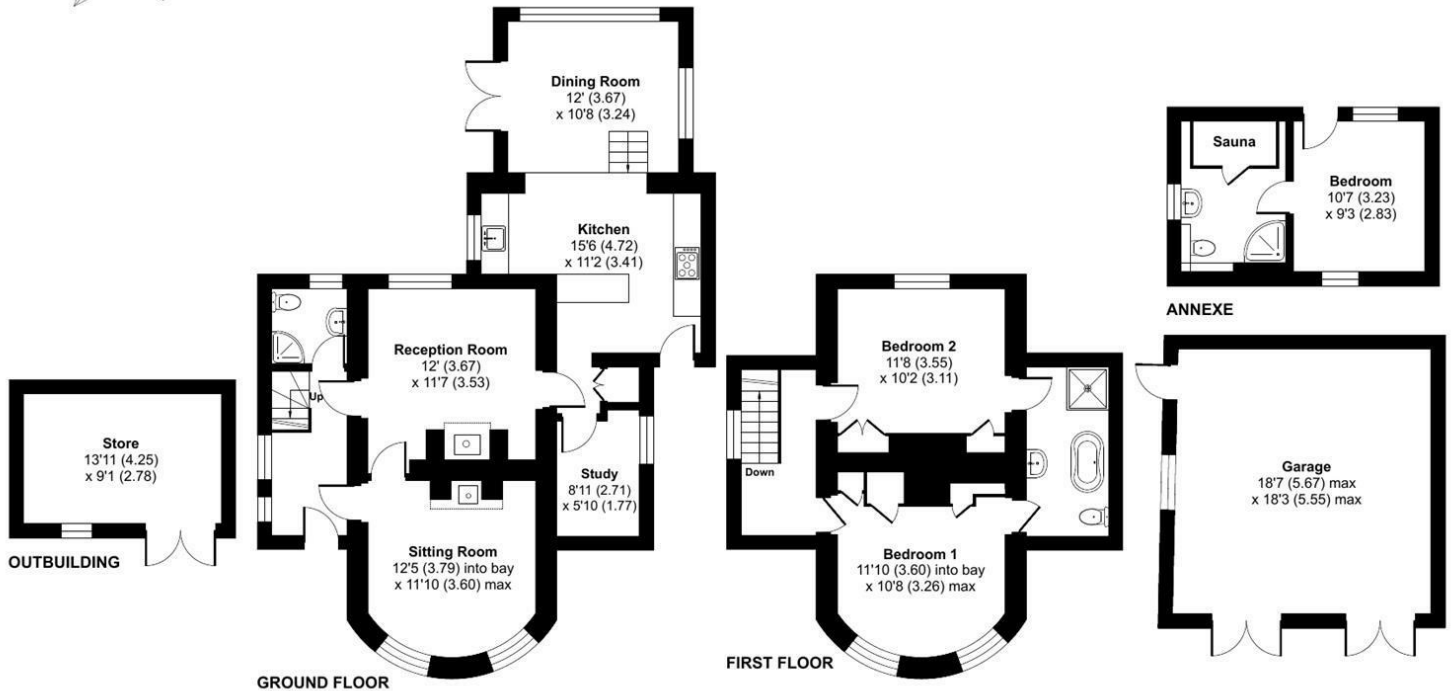 Dining Room
12' (3.67)
x 10'8 (3.24)
Kitchen
15'6 (4.72)
x 11'2 (3.41)
Reception Room
12' (3.67)
x 11'7 (3.53)
Up
Study
8'11 (2.71)
x 5'10 (1.77)
Sitting Room
12'5 (3.79) into bay
x 11'10 (3.60) max
GROUND FLOOR
Store
13'11 (4.25)
x 9'1 (2.78)
OUTBUILDING
Bedroom 2
11'8 (3.55)
x 10'2 (3.11)
Down
Bedroom 1
11'10 (3.60) into bay
x 10'8 (3.26) max
FIRST FLOOR
Sauna
Bedroom
10'7 (3.23)
x 9'3 (2.83)
ANNEXE
Garage
18'7 (5.67) max
x 18'3 (5.55) max